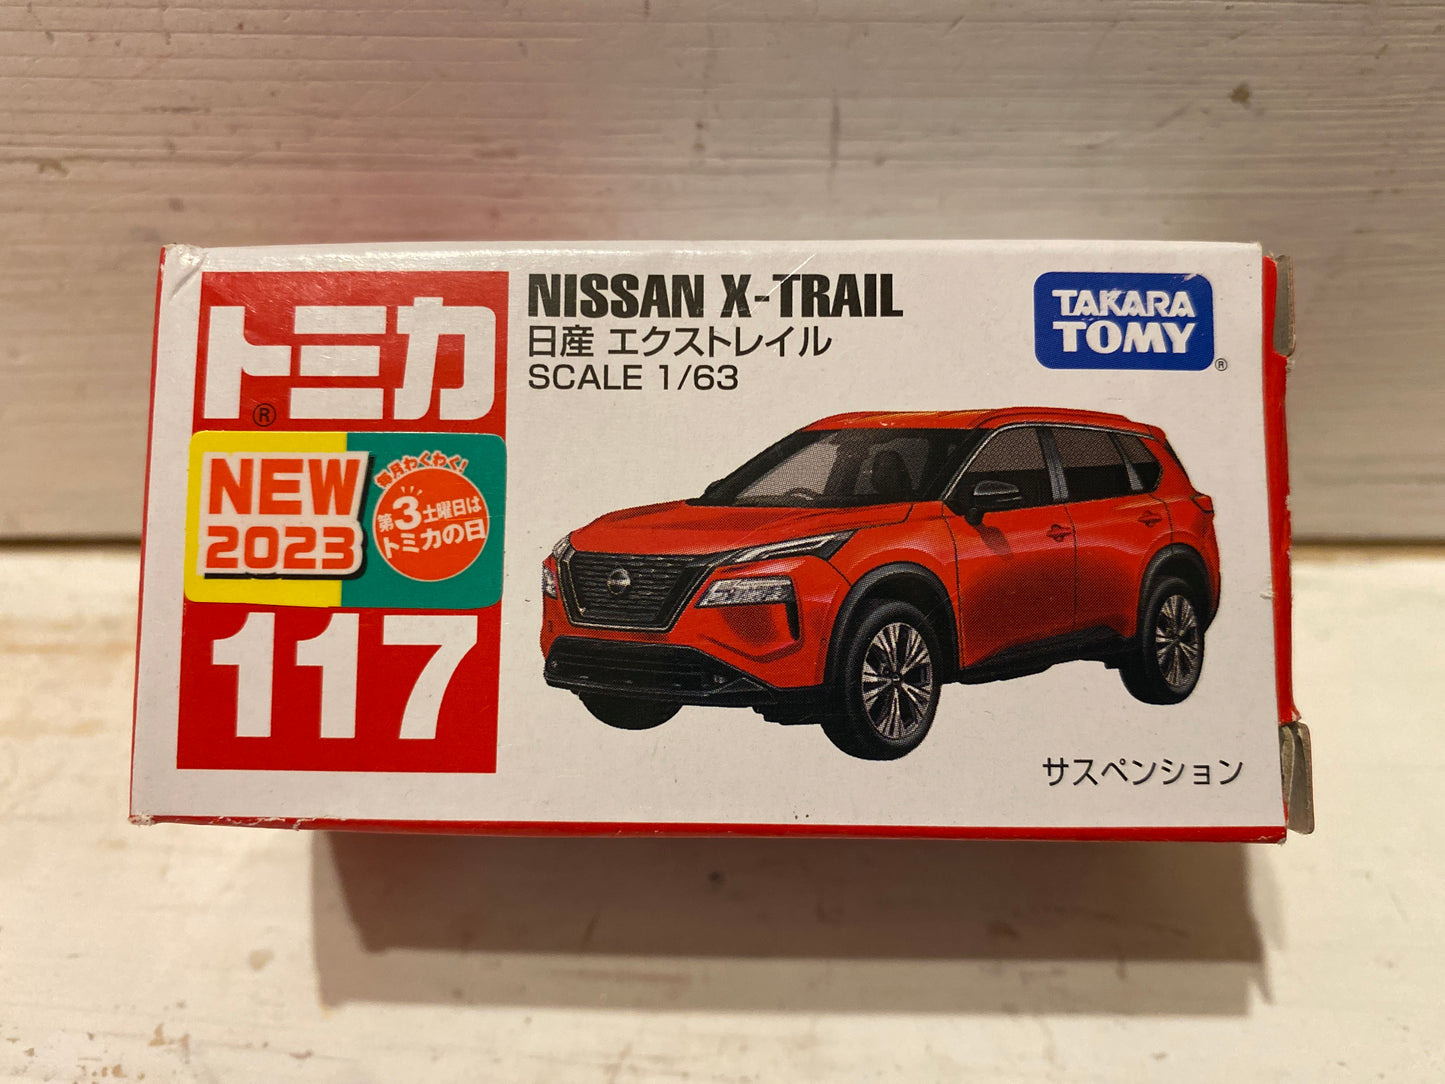 トミカ
®
NEW
2023
毎月わくわく!
第3土曜日は
トミカの日
117
NISSAN X-TRAIL
日産 エクストレイル
SCALE 1/63
TAKARA
TOMY
®
サスペンション